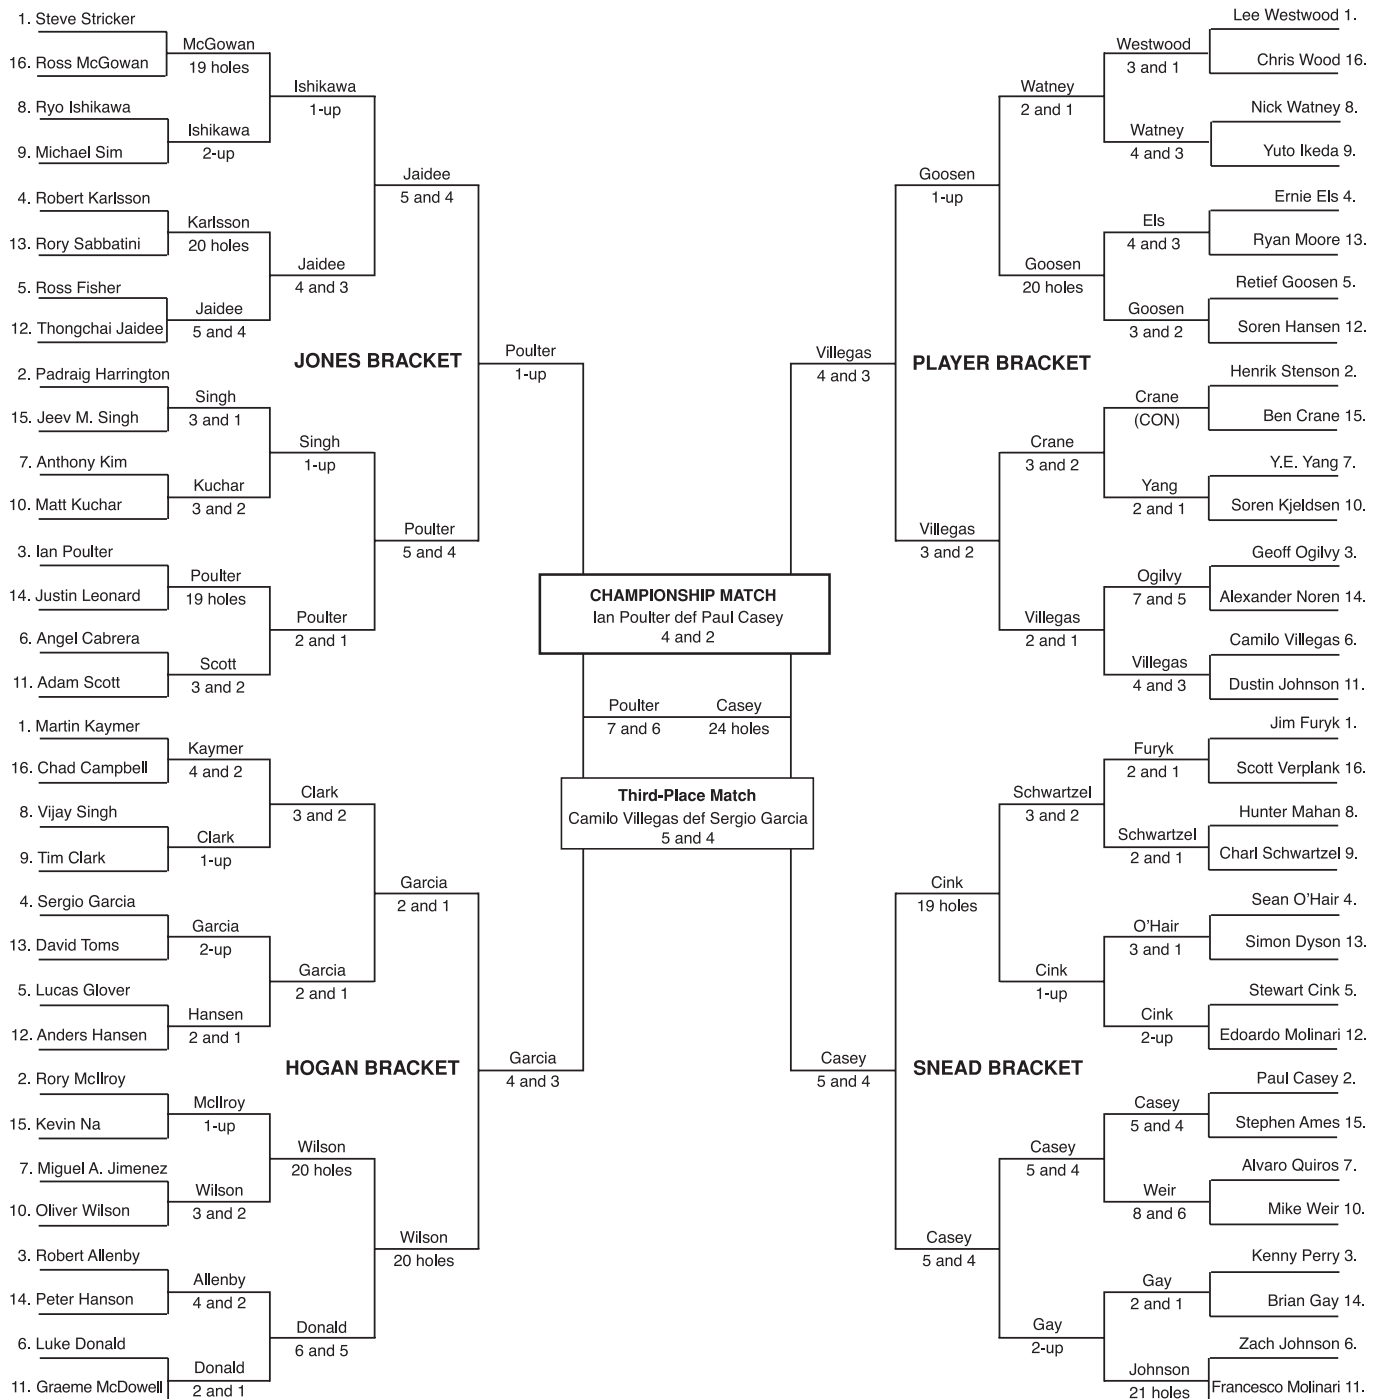 1. Steve Stricker
16. Ross McGowan
8. Ryo Ishikawa
9. Michael Sim
4. Robert Karlsson
13. Rory Sabbatini
5. Ross Fisher
12. Thongchai Jaidee
2. Padraig Harrington
15. Jeev M. Singh
7. Anthony Kim
10. Matt Kuchar
3. Ian Poulter
14. Justin Leonard
6. Angel Cabrera
11. Adam Scott
McGowan
19 holes
Ishikawa
2-up
Karlsson
20 holes
Jaidee
5 and 4
Singh
3 and 1
Kuchar
3 and 2
Poulter
19 holes
Scott
3 and 2
Ishikawa
1-up
Jaidee
4 and 3
Singh
1-up
Poulter
2 and 1
Jaidee
5 and 4
Poulter
5 and 4
JONES BRACKET
Poulter
1-up
1. Martin Kaymer
16. Chad Campbell
8. Vijay Singh
9. Tim Clark
4. Sergio Garcia
13. David Toms
5. Lucas Glover
12. Anders Hansen
2. Rory McIlroy
15. Kevin Na
7. Miguel A. Jimenez
10. Oliver Wilson
3. Robert Allenby
14. Peter Hanson
6. Luke Donald
11. Graeme McDowell
Kaymer
4 and 2
Clark
1-up
Garcia
2-up
Hansen
2 and 1
McIlroy
1-up
Wilson
3 and 2
Allenby
4 and 2
Donald
2 and 1
Clark
3 and 2
Garcia
2 and 1
Wilson
20 holes
Donald
6 and 5
Garcia
2 and 1
Wilson
20 holes
HOGAN BRACKET
Garcia
4 and 3
CHAMPIONSHIP MATCH
Ian Poulter def Paul Casey
4 and 2
Poulter
7 and 6
Casey
24 holes
Third-Place Match
Camilo Villegas def Sergio Garcia
5 and 4
Villegas
4 and 3
PLAYER BRACKET
Goosen
1-up
Villegas
3 and 2
Watney
2 and 1
Goosen
20 holes
Crane
3 and 2
Villegas
2 and 1
Westwood
3 and 1
Watney
4 and 3
Els
4 and 3
Goosen
3 and 2
Crane
(CON)
Yang
2 and 1
Ogilvy
7 and 5
Villegas
4 and 3
Lee Westwood 1.
Chris Wood 16.
Nick Watney 8.
Yuto Ikeda 9.
Ernie Els 4.
Ryan Moore 13.
Retief Goosen 5.
Soren Hansen 12.
Henrik Stenson 2.
Ben Crane 15.
Y.E. Yang 7.
Soren Kjeldsen 10.
Geoff Ogilvy 3.
Alexander Noren 14.
Camilo Villegas 6.
Dustin Johnson 11.
Casey
5 and 4
SNEAD BRACKET
Cink
19 holes
Casey
5 and 4
Schwartzel
3 and 2
Cink
1-up
Casey
5 and 4
Gay
2-up
Furyk
2 and 1
Schwartzel
2 and 1
O'Hair
3 and 1
Cink
2-up
Casey
5 and 4
Weir
8 and 6
Gay
2 and 1
Johnson
21 holes
Jim Furyk 1.
Scott Verplank 16.
Hunter Mahan 8.
Charl Schwartzel 9.
Sean O'Hair 4.
Simon Dyson 13.
Stewart Cink 5.
Edoardo Molinari 12.
Paul Casey 2.
Stephen Ames 15.
Alvaro Quiros 7.
Mike Weir 10.
Kenny Perry 3.
Brian Gay 14.
Zach Johnson 6.
Francesco Molinari 11.